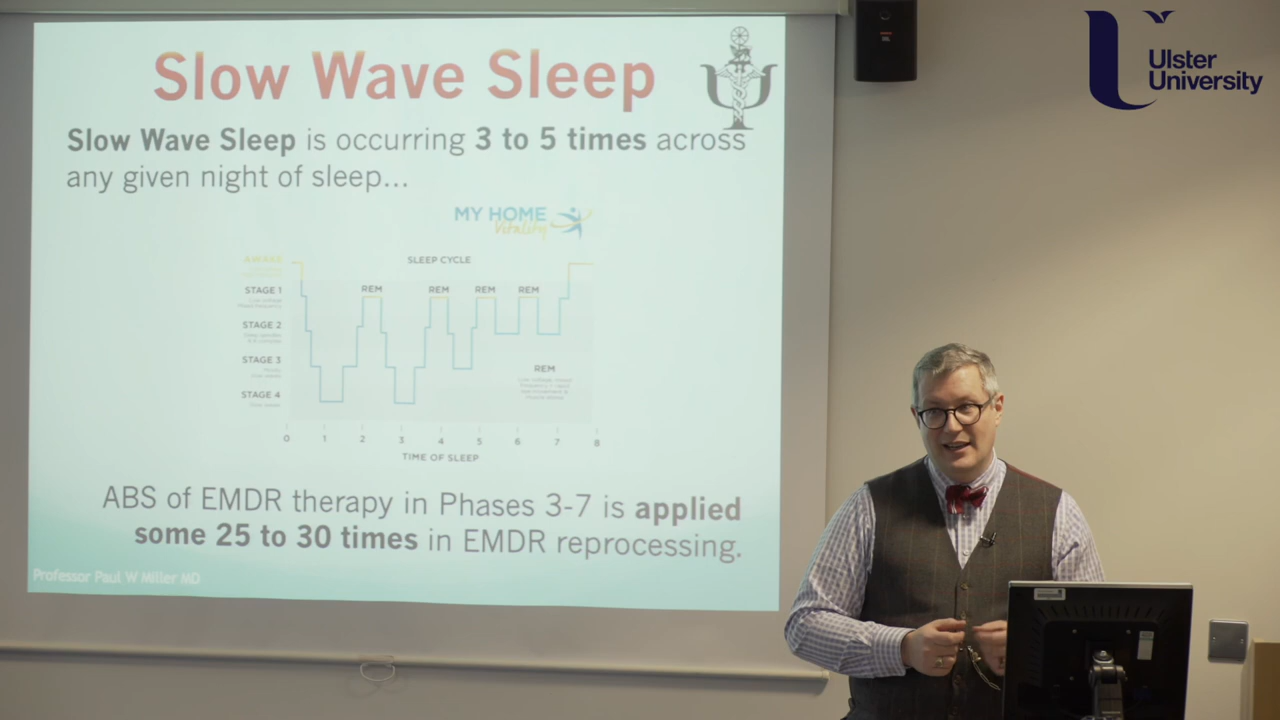 Slow Wave Sleep
Slow Wave Sleep is occurring 3 to 5 times across
any given night of sleep...
MY HOME
Vitality
AWAKE
SLEEP CYCLE
STAGE 1
REM
REM
REM
REM
STAGE 2
STAGE 3
STAGE 4
REM
0 1 2 3 4 5 6 7 8
TIME OF SLEEP
ABS of EMDR therapy in Phases 3-7 is applied
some 25 to 30 times in EMDR reprocessing.
Professor Paul W Miller MD
Ulster
University
JBL